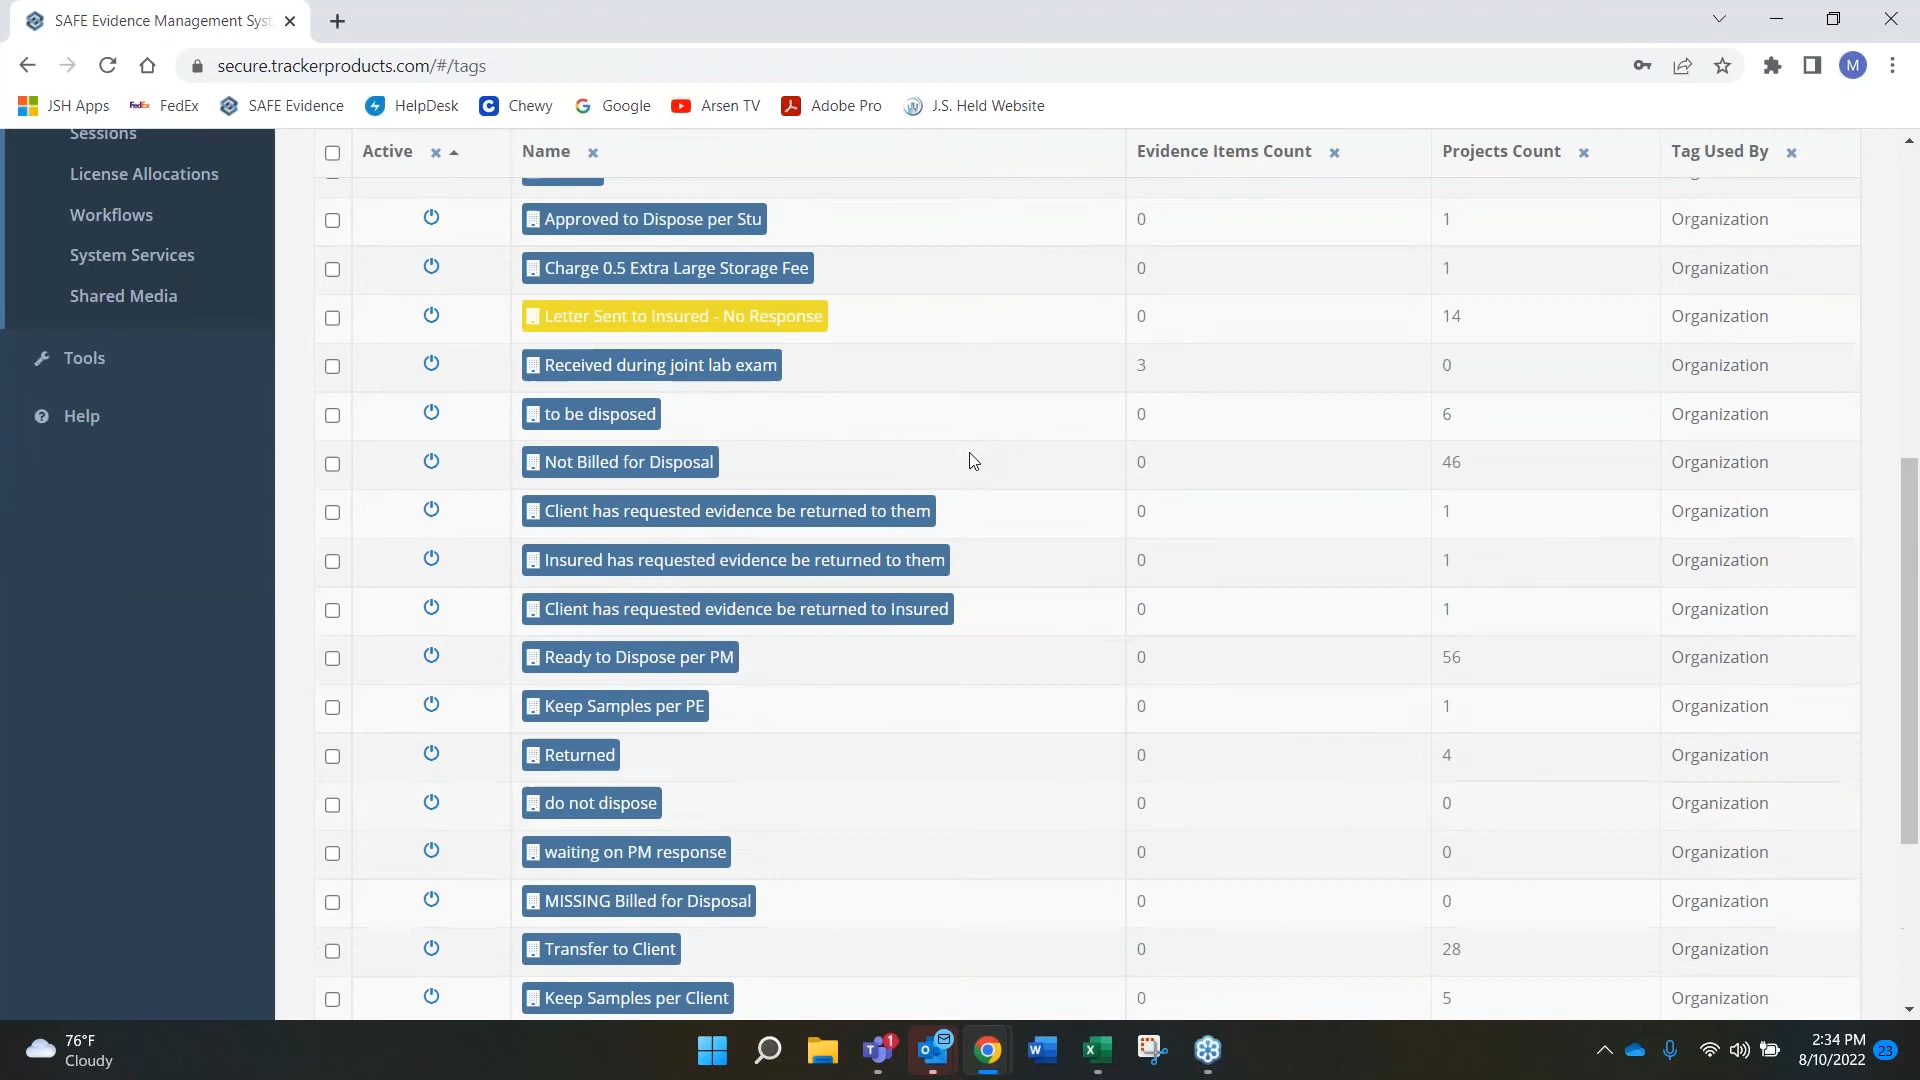 SAFE Evidence Management Syst
secure.trackerproducts.com/#/tags
M
JSH Apps
FedEx FedEx
SAFE Evidence
HelpDesk
Chewy
Google
Arsen TV
Adobe Pro
J.S. Held Website
Sessions
License Allocations
Workflows
System Services
Shared Media
Tools
Help
Active Name Evidence Items Count Projects Count Tag Used By
Approved to Dispose per Stu 0 1 Organization
Charge 0.5 Extra Large Storage Fee 0 1 Organization
Letter Sent to Insured - No Response 0 14 Organization
Received during joint lab exam 3 0 Organization
to be disposed 0 6 Organization
Not Billed for Disposal 0 46 Organization
Client has requested evidence be returned to them 0 1 Organization
Insured has requested evidence be returned to them 0 1 Organization
Client has requested evidence be returned to Insured 0 1 Organization
Ready to Dispose per PM 0 56 Organization
Keep Samples per PE 0 1 Organization
Returned 0 4 Organization
do not dispose 0 0 Organization
waiting on PM response 0 0 Organization
MISSING Billed for Disposal 0 0 Organization
Transfer to Client 0 28 Organization
Keep Samples per Client 0 5 Organization
76°F
Cloudy
1
2:34 PM
8/10/2022
23